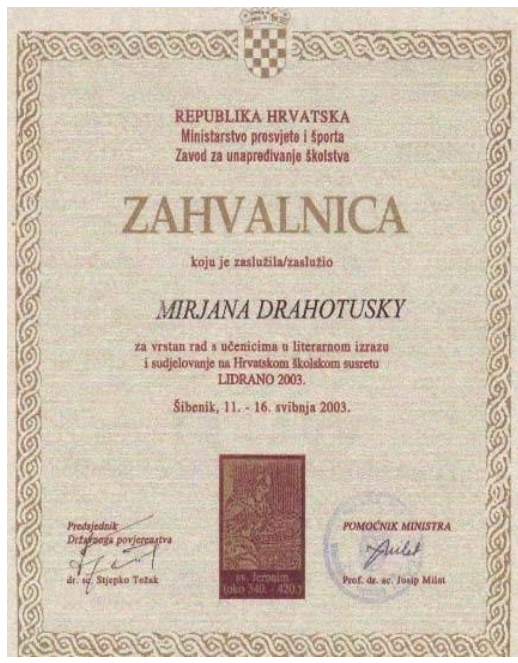 REPUBLIKA HRVATSKA
Ministarstvo prosvjete i športa
Zavod za unapređivanje školstva
ZAHVALNICA
koju je zaslužila/zaslužio
MIRJANA DRAHOTUSKY
za vrstan rad s učenicima u literarnom izrazu
i sudjelovanje na Hrvatskom školskom susretu
LIDRANO 2003.
Šibenik, 11. - 16. svibnja 2003.
Predsjednik
Državnoga povjerenstva
dr. sc. Stjepko Težak
sv. Jeronim
(oko 340. - 420.)
POMOĆNIK MINISTRA
Prof. dr. sc. Josip Milat